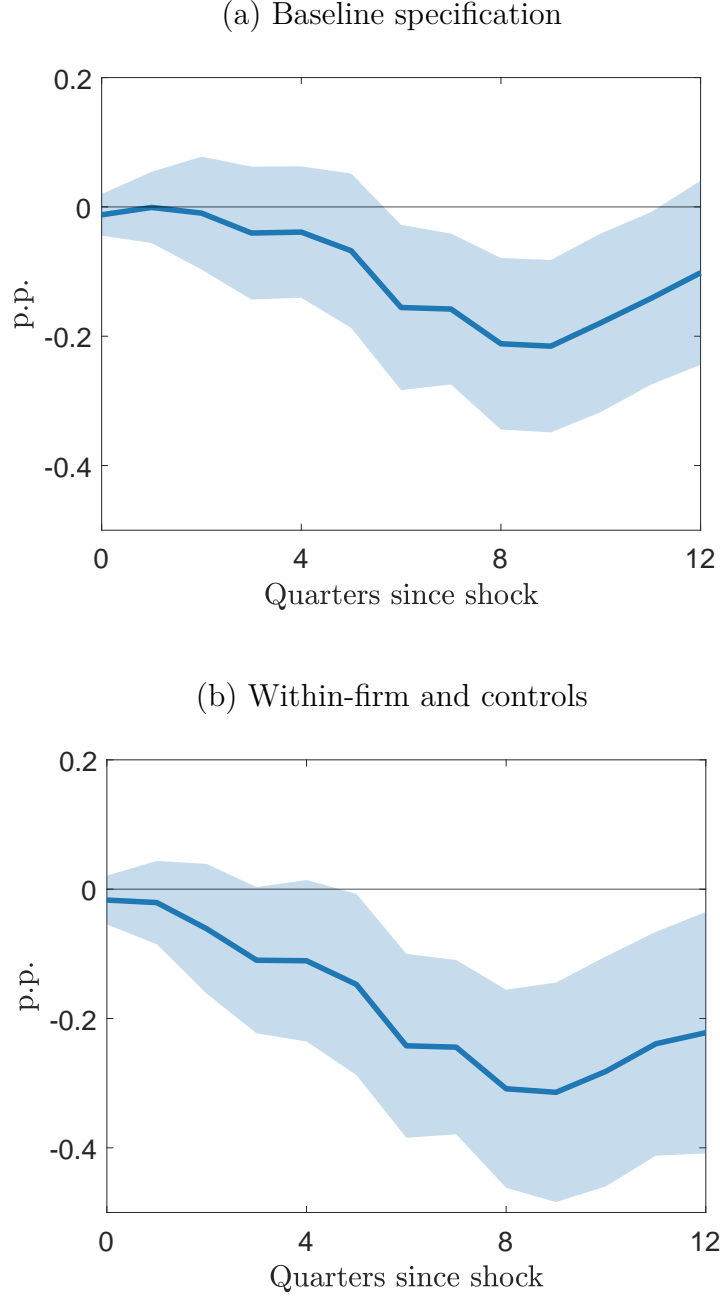 (a) Baseline specification
0.2
0
-0.2
-0.4
p.p.
0 4 8 12
Quarters since shock
(b) Within-firm and controls
0.2
0
-0.2
-0.4
p.p.
0 4 8 12
Quarters since shock